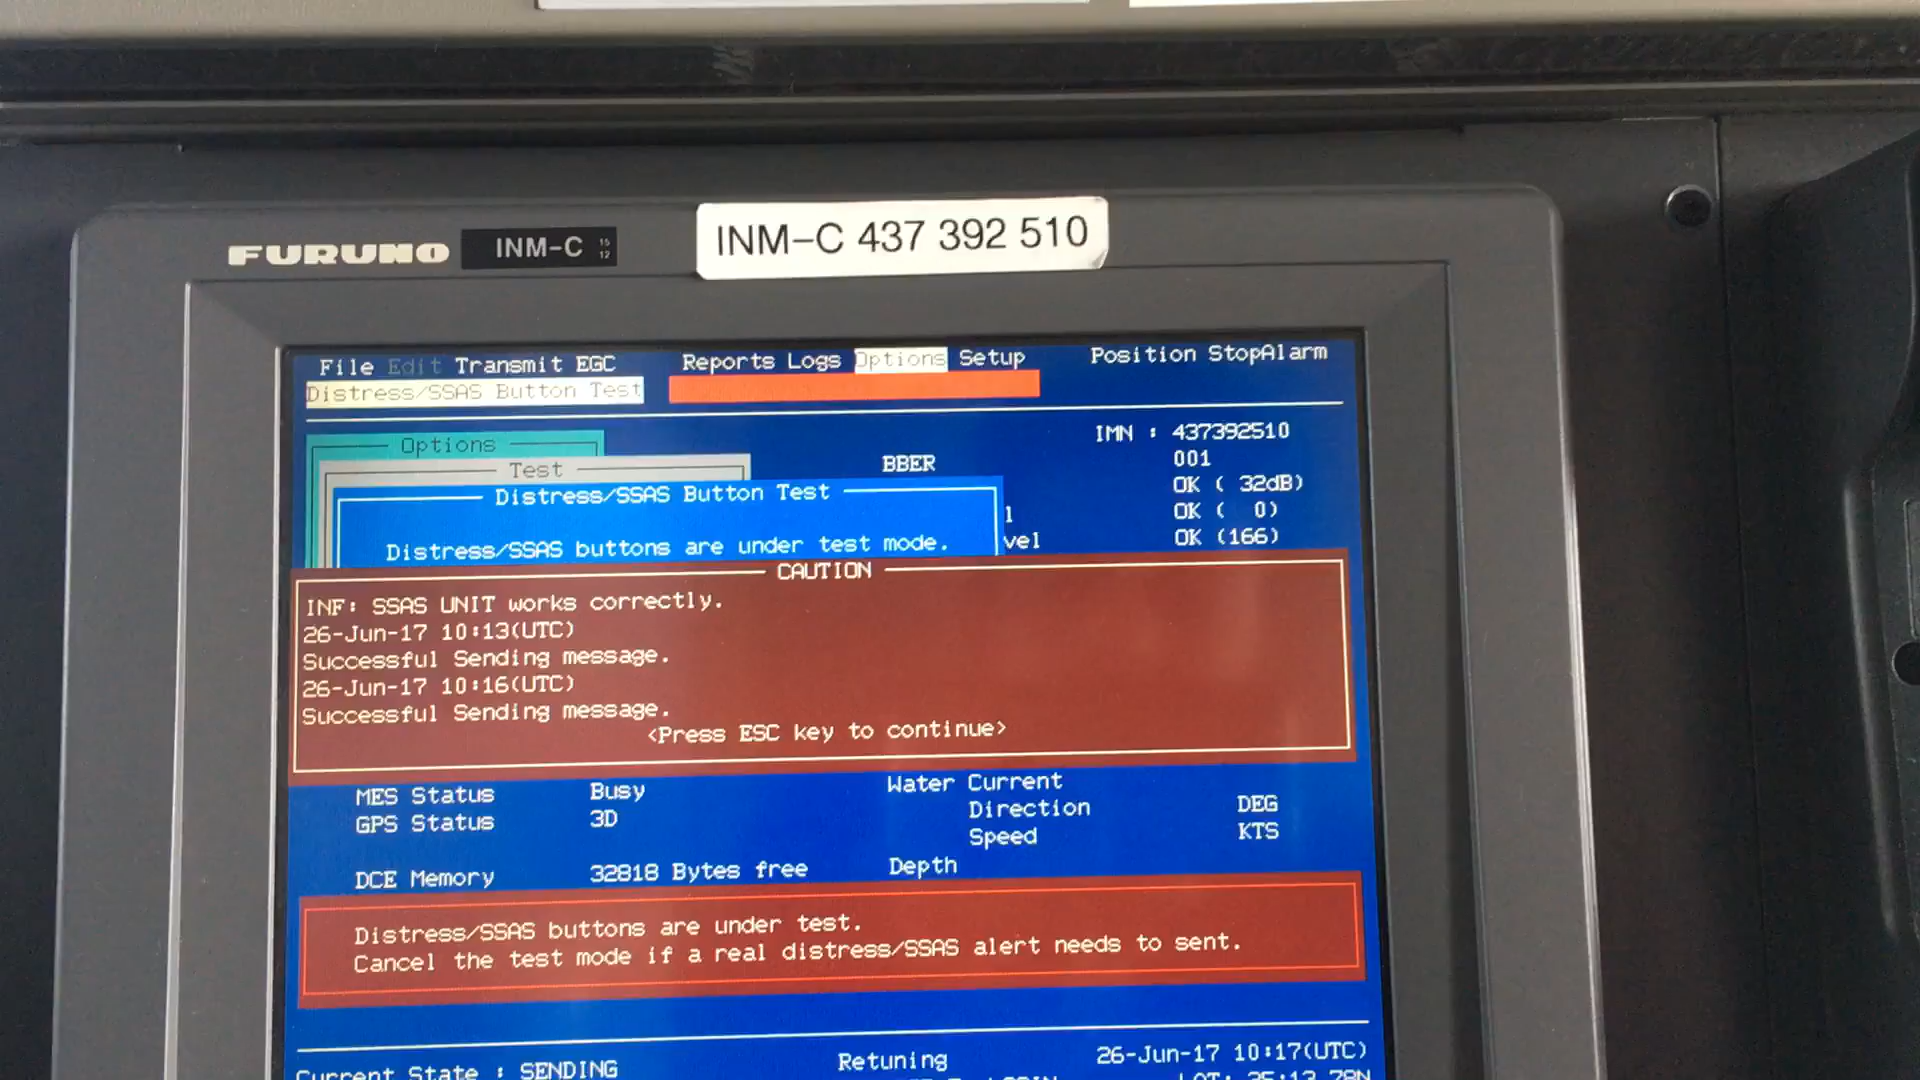 FURUNO INM-C 15 12
INM-C 437 392 510
File Edit Transmit EGC Reports Logs Options Setup Position StopAlarm
Distress/SSAS Button Test
IMN : 437392510
Options
BBER 001
Test
OK ( 32dB)
Distress/SSAS Button Test
l OK ( 0)
Distress/SSAS buttons are under test mode. vel OK (166)
CAUTION
INF: SSAS UNIT works correctly.
26-Jun-17 10:13(UTC)
Successful Sending message.
26-Jun-17 10:16(UTC)
Successful Sending message.
<Press ESC key to continue>
MES Status Busy Water Current
GPS Status 3D Direction DEG
Speed KTS
DCE Memory 32818 Bytes free Depth
Distress/SSAS buttons are under test.
Cancel the test mode if a real distress/SSAS alert needs to sent.
Current State : SENDING Retuning 26-Jun-17 10:17(UTC)
LAT: 35:13.78N